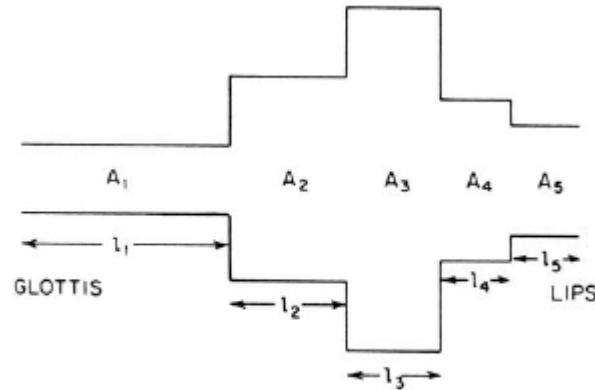 A₁ A₂ A₃ A₄ A₅
l₁
l₂
l₃
l₄
l₅
GLOTTIS
LIPS